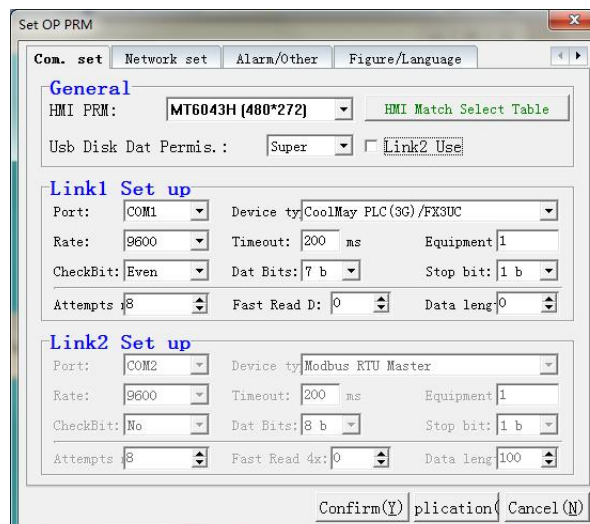 Set OP PRM
Com. set Network set Alarm/Other Figure/Language
General
HMI PRM: MT6043H (480*272) HMI Match Select Table
Usb Disk Dat Permis.: Super Link2 Use
Link1 Set up
Port: COM1 Device ty CoolMay PLC(3G)/FX3UC
Rate: 9600 Timeout: 200 ms Equipment 1
CheckBit: Even Dat Bits: 7 b Stop bit: 1 b
Attempts 8 Fast Read D: 0 Data leng 0
Link2 Set up
Port: COM2 Device ty Modbus RTU Master
Rate: 9600 Timeout: 200 ms Equipment 1
CheckBit: No Dat Bits: 8 b Stop bit: 1 b
Attempts 8 Fast Read 4x: 0 Data leng 100
Confirm(Y) plication( Cancel(N)